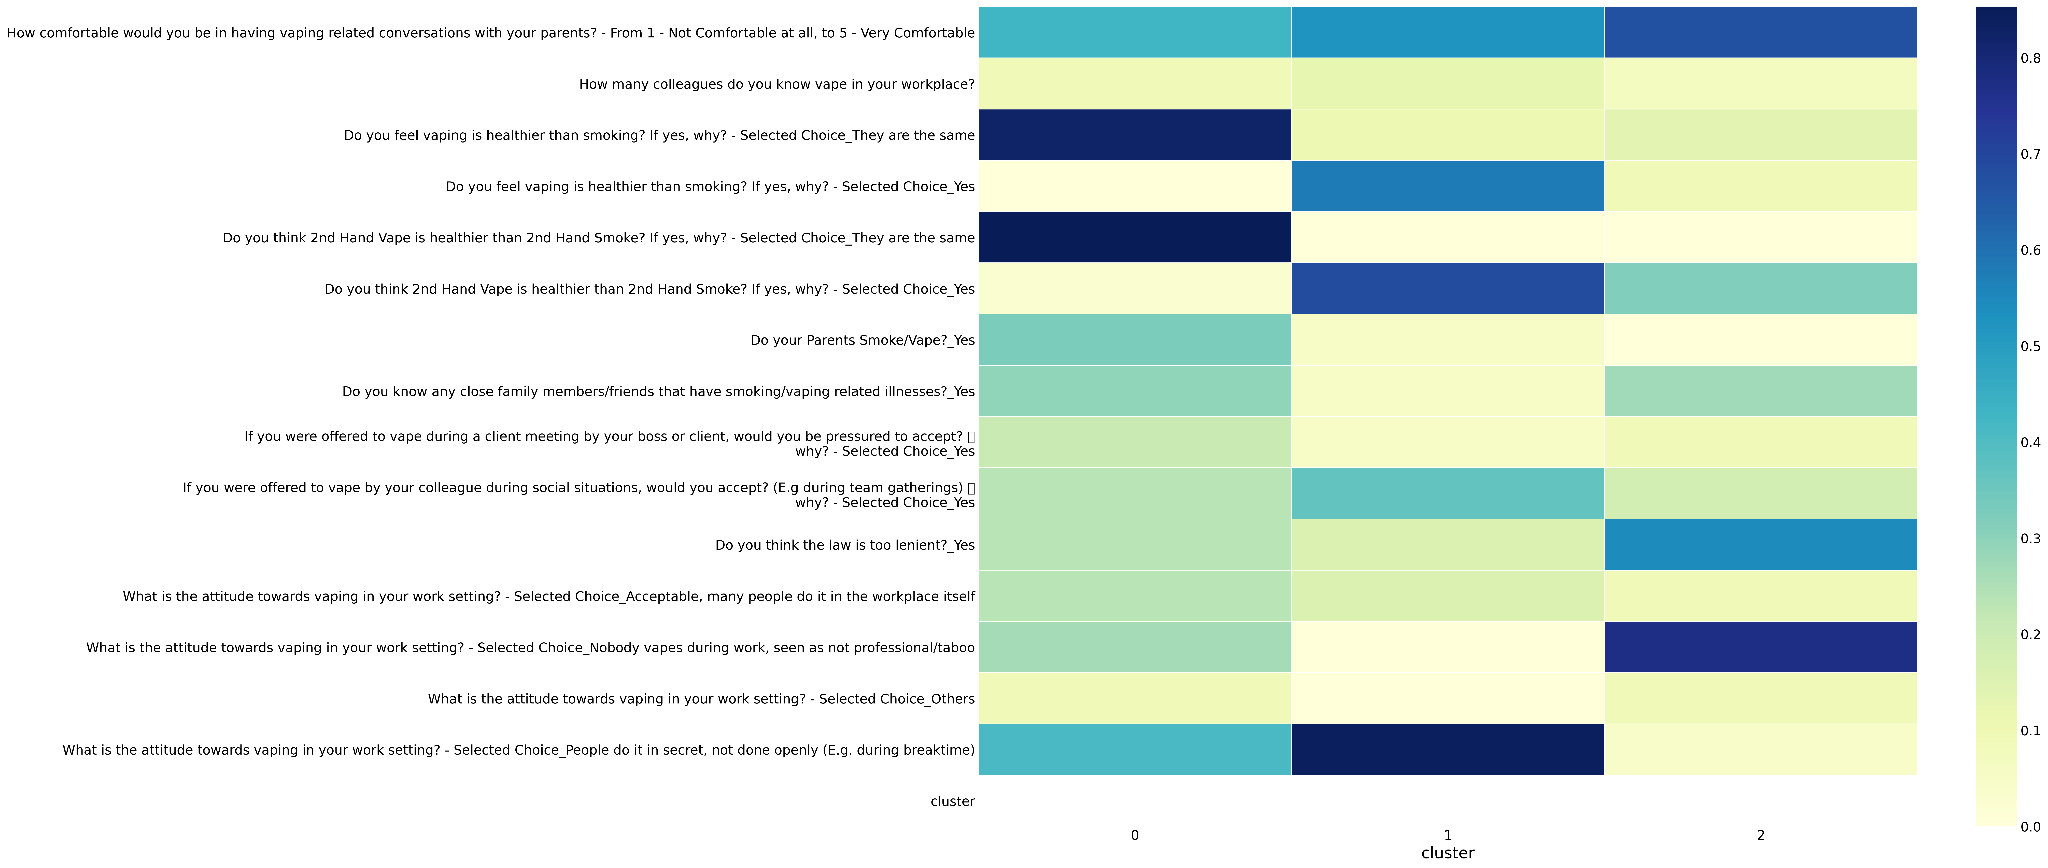 How comfortable would you be in having vaping related conversations with your parents? - From 1 - Not Comfortable at all, to 5 - Very Comfortable
How many colleagues do you know vape in your workplace?
Do you feel vaping is healthier than smoking? If yes, why? - Selected Choice_They are the same
Do you feel vaping is healthier than smoking? If yes, why? - Selected Choice_Yes
Do you think 2nd Hand Vape is healthier than 2nd Hand Smoke? If yes, why? - Selected Choice_They are the same
Do you think 2nd Hand Vape is healthier than 2nd Hand Smoke? If yes, why? - Selected Choice_Yes
Do your Parents Smoke/Vape?_Yes
Do you know any close family members/friends that have smoking/vaping related illnesses?_Yes
If you were offered to vape during a client meeting by your boss or client, would you be pressured to accept? 
why? - Selected Choice_Yes
If you were offered to vape by your colleague during social situations, would you accept? (E.g during team gatherings) 
why? - Selected Choice_Yes
Do you think the law is too lenient?_Yes
What is the attitude towards vaping in your work setting? - Selected Choice_Acceptable, many people do it in the workplace itself
What is the attitude towards vaping in your work setting? - Selected Choice_Nobody vapes during work, seen as not professional/taboo
What is the attitude towards vaping in your work setting? - Selected Choice_Others
What is the attitude towards vaping in your work setting? - Selected Choice_People do it in secret, not done openly (E.g. during breaktime)
cluster
0 1 2
cluster
0.8
0.7
0.6
0.5
0.4
0.3
0.2
0.1
0.0